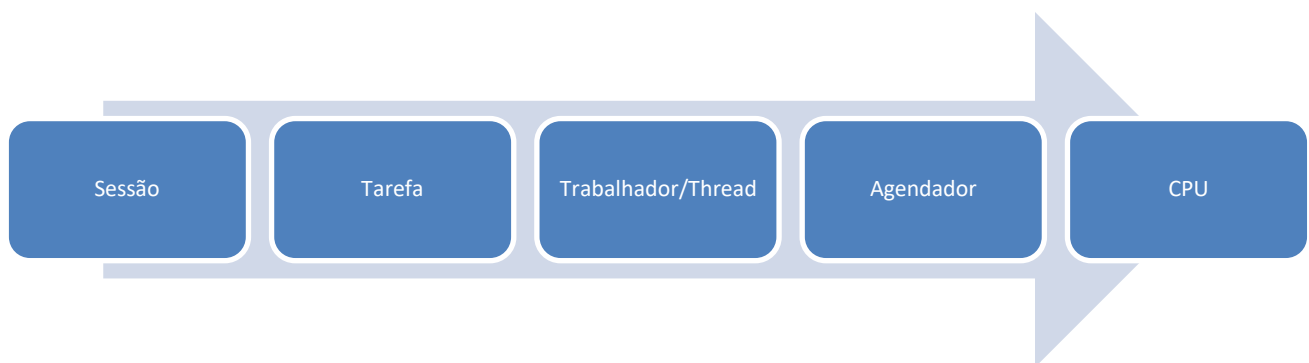 Sessão
Tarefa
Trabalhador/Thread
Agendador
CPU